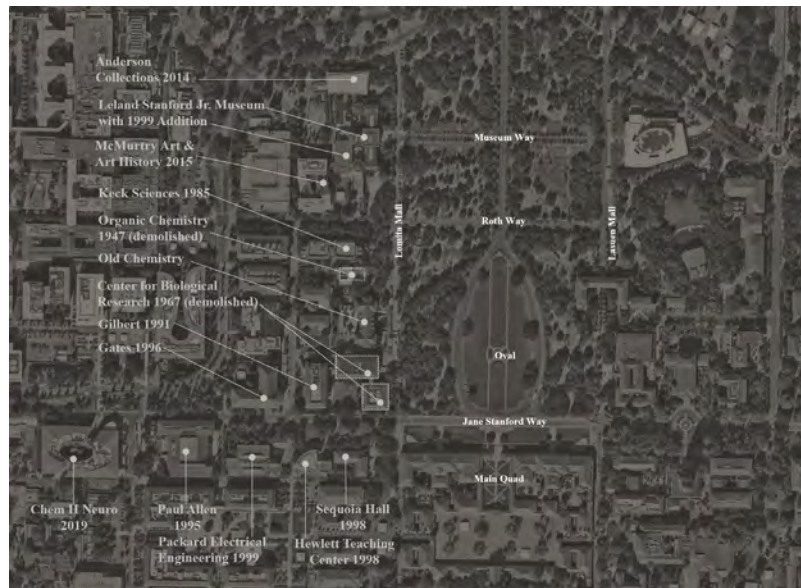 Anderson
Collections 2014
Leland Stanford Jr. Museum
with 1999 Addition
McMurtry Art &
Art History 2015
Keck Sciences 1985
Organic Chemistry
1947 (demolished)
Old Chemistry
Center for Biological
Research 1967 (demolished)
Gilbert 1991
Gates 1996
Museum Way
Roth Way
Lomita Mall
Lasuen Mall
Oval
Jane Stanford Way
Main Quad
Chem H Neuro
2019
Paul Allen
1995
Packard Electrical
Engineering 1999
Sequoia Hall
1998
Hewlett Teaching
Center 1998